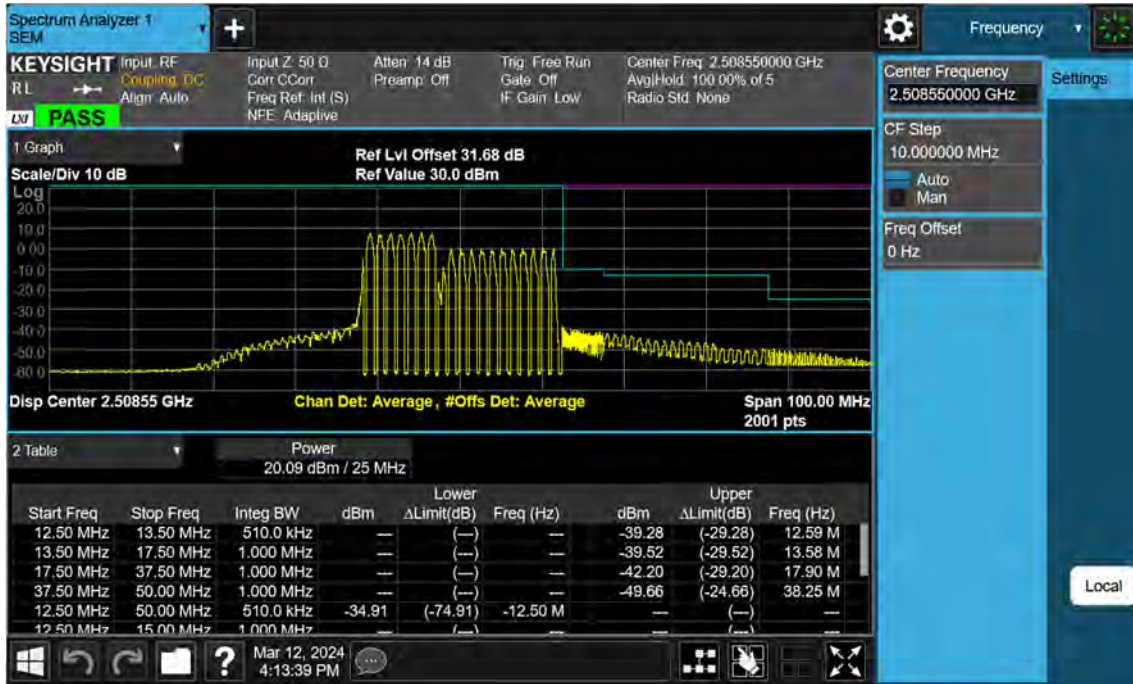 Spectrum Analyzer 1
SEM
Frequency
KEYSIGHT
RL
LXI
PASS
Input: RF
Coupling: DC
Align: Auto
Input Z: 50 Ω
Corr CCorr
Freq Ref: Int (S)
NFE: Adaptive
Atten: 14 dB
Preamp: Off
Trig: Free Run
Gate: Off
IF Gain: Low
Center Freq: 2.508550000 GHz
Avg|Hold: 100.00% of 5
Radio Std: None
Center Frequency
2.508550000 GHz
Settings
CF Step
10.000000 MHz
Auto
Man
Freq Offset
0 Hz
Local
1 Graph
Scale/Div 10 dB
Ref Lvl Offset 31.68 dB
Ref Value 30.0 dBm
Log
20.0
10.0
0.00
-10.0
-20.0
-30.0
-40.0
-50.0
-60.0
Disp Center 2.50855 GHz
Chan Det: Average, #Offs Det: Average
Span 100.00 MHz
2001 pts
2 Table
Power
20.09 dBm / 25 MHz
Lower Upper
Start Freq Stop Freq Integ BW dBm ΔLimit(dB) Freq (Hz) dBm ΔLimit(dB) Freq (Hz)
12.50 MHz 13.50 MHz 510.0 kHz --- (---) --- -39.28 (-29.28) 12.59 M
13.50 MHz 17.50 MHz 1.000 MHz --- (---) --- -39.52 (-29.52) 13.58 M
17.50 MHz 37.50 MHz 1.000 MHz --- (---) --- -42.20 (-29.20) 17.90 M
37.50 MHz 50.00 MHz 1.000 MHz --- (---) --- -49.66 (-24.66) 38.25 M
12.50 MHz 50.00 MHz 510.0 kHz -34.91 (-74.91) -12.50 M --- (---) ---
12.50 MHz 15.00 MHz 1.000 MHz --- (---) --- --- (---) ---
?
Mar 12, 2024
4:13:39 PM